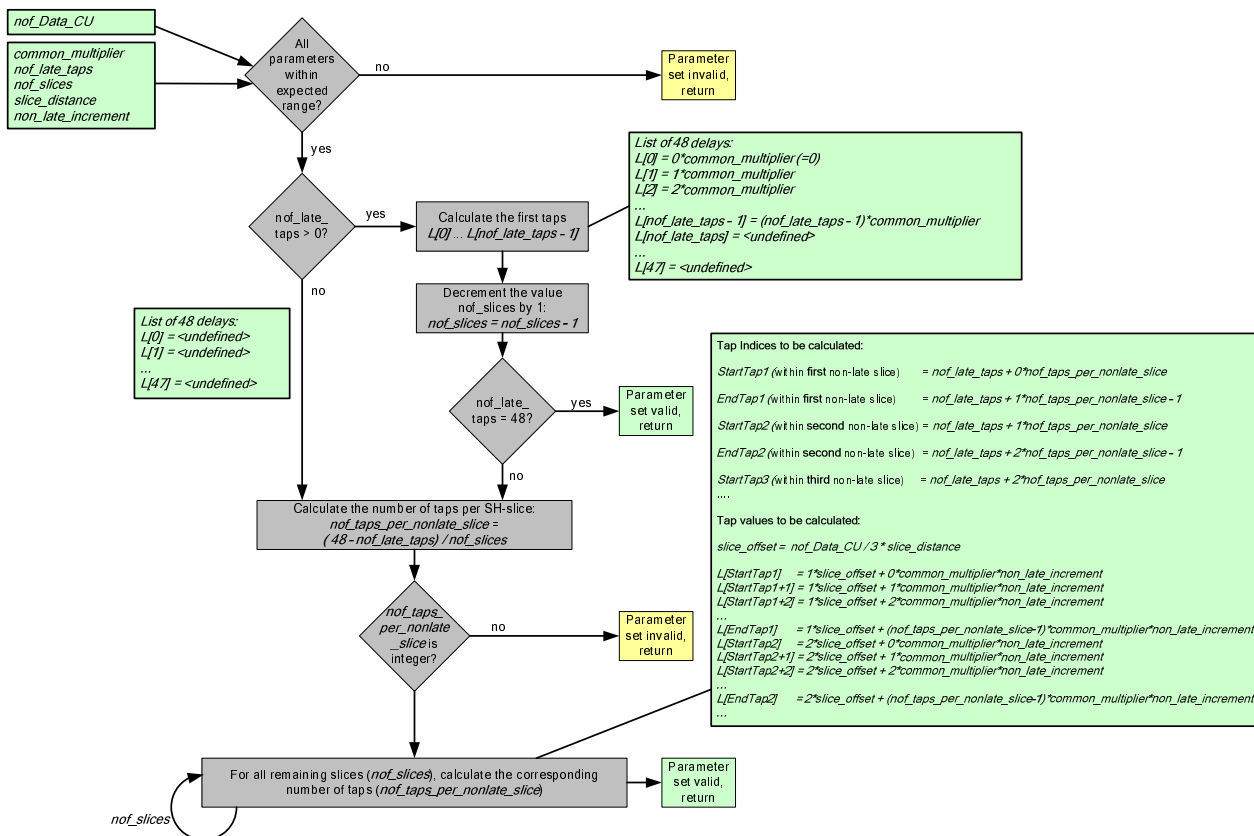 nof_Data_CU
common_multiplier
nof_late_taps
nof_slices
slice_distance
non_late_increment
All
parameters
within
expected
range?
no
Parameter
set invalid,
return
yes
List of 48 delays:
L[0] = 0*common_multiplier (=0)
L[1] = 1*common_multiplier
L[2] = 2*common_multiplier
...
L[nof_late_taps - 1] = (nof_late_taps - 1)*common_multiplier
L[nof_late_taps] = <undefined>
...
L[47] = <undefined>
nof_late_
taps > 0?
yes
Calculate the first taps
L[0] ... L[nof_late_taps - 1]
no
Decrement the value
nof_slices by 1:
nof_slices = nof_slices - 1
List of 48 delays:
L[0] = <undefined>
L[1] = <undefined>
...
L[47] = <undefined>
nof_late_
taps = 48?
yes
Parameter
set valid,
return
no
Calculate the number of taps per SH-slice:
nof_taps_per_nonlate_slice =
( 48 - nof_late_taps) / nof_slices
nof_taps_
per_nonlate
_slice is
integer?
no
Parameter
set invalid,
return
Tap Indices to be calculated:
StartTap1 (within first non-late slice) = nof_late_taps + 0*nof_taps_per_nonlate_slice
EndTap1 (within first non-late slice) = nof_late_taps + 1*nof_taps_per_nonlate_slice - 1
StartTap2 (within second non-late slice) = nof_late_taps + 1*nof_taps_per_nonlate_slice
EndTap2 (within second non-late slice) = nof_late_taps + 2*nof_taps_per_nonlate_slice - 1
StartTap3 (within third non-late slice) = nof_late_taps + 2*nof_taps_per_nonlate_slice
....
Tap values to be calculated:
slice_offset = nof_Data_CU / 3 * slice_distance
L[StartTap1] = 1*slice_offset + 0*common_multiplier*non_late_increment
L[StartTap1+1] = 1*slice_offset + 1*common_multiplier*non_late_increment
L[StartTap1+2] = 1*slice_offset + 2*common_multiplier*non_late_increment
...
L[EndTap1] = 1*slice_offset + (nof_taps_per_nonlate_slice-1)*common_multiplier*non_late_increment
L[StartTap2] = 2*slice_offset + 0*common_multiplier*non_late_increment
L[StartTap2+1] = 2*slice_offset + 1*common_multiplier*non_late_increment
L[StartTap2+2] = 2*slice_offset + 2*common_multiplier*non_late_increment
...
L[EndTap2] = 2*slice_offset + (nof_taps_per_nonlate_slice-1)*common_multiplier*non_late_increment
...
For all remaining slices (nof_slices), calculate the corresponding
number of taps (nof_taps_per_nonlate_slice)
Parameter
set valid,
return
nof_slices